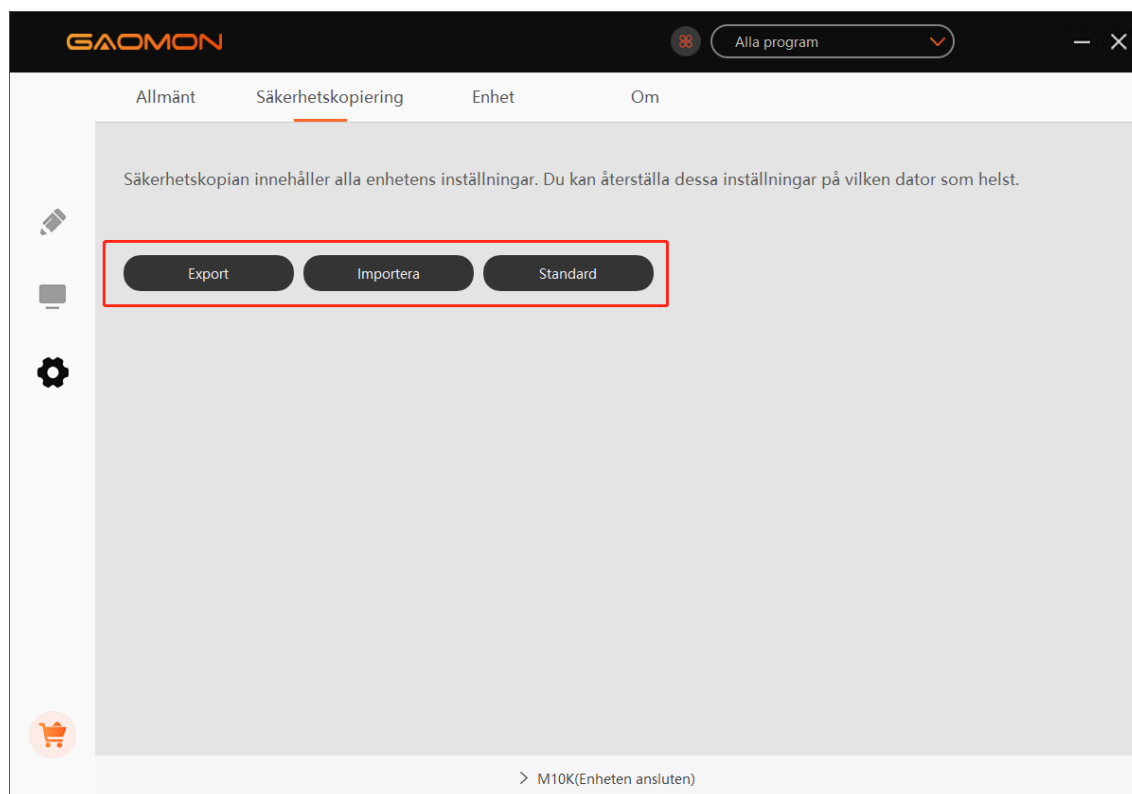 GAOMON
Alla program
Allmänt Säkerhetskopiering Enhet Om
Säkerhetskopian innehåller alla enhetens inställningar. Du kan återställa dessa inställningar på vilken dator som helst.
Export Importera Standard
M10K(Enheten ansluten)